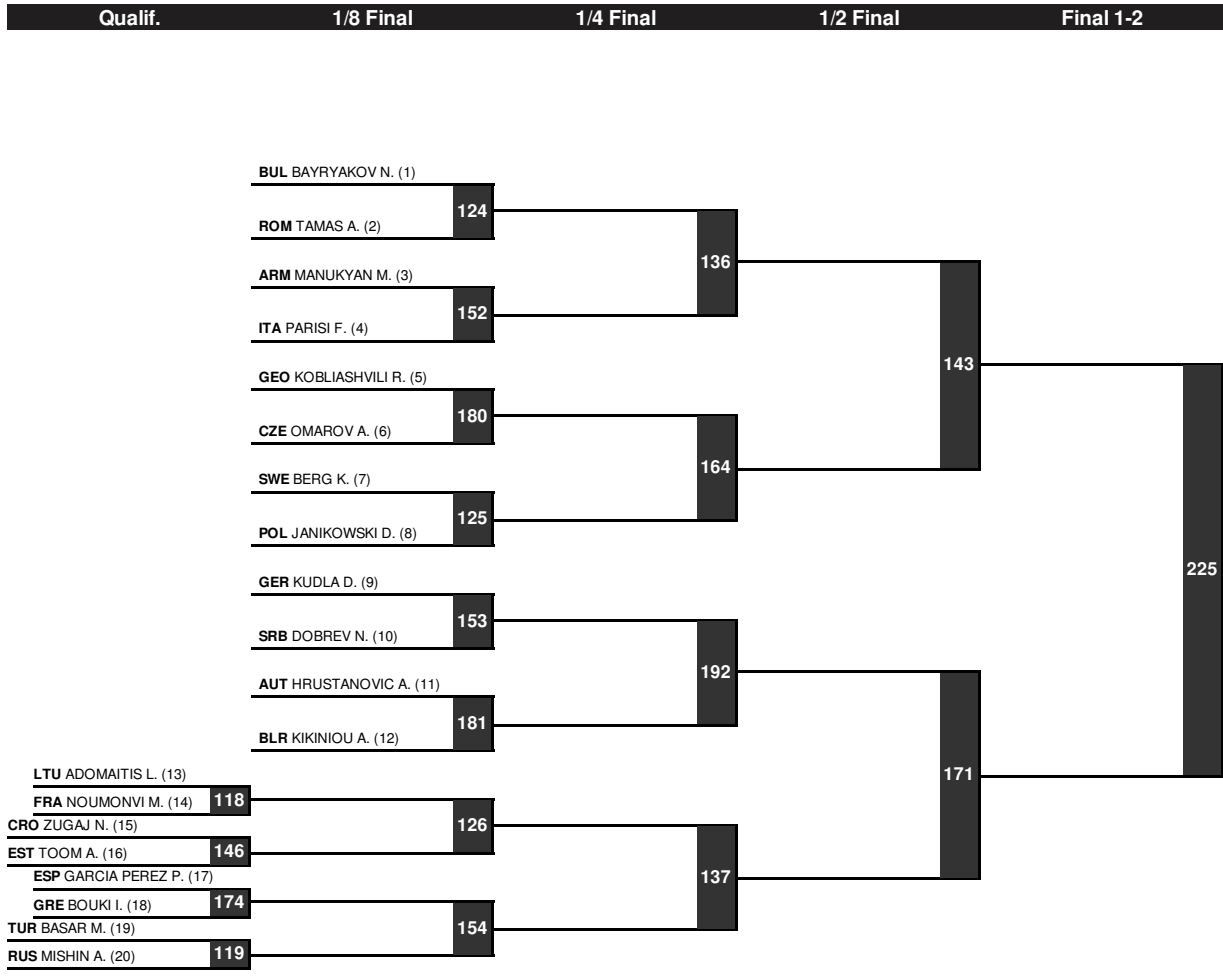 Qualif. 1/8 Final 1/4 Final 1/2 Final Final 1-2
BUL BAYRYAKOV N. (1)
124
ROM TAMAS A. (2)
136
ARM MANUKYAN M. (3)
152
ITA PARISI F. (4)
143
GEO KOBLIASHVILI R. (5)
180
CZE OMAROV A. (6)
164
SWE BERG K. (7)
125
POL JANIKOWSKI D. (8)
225
GER KUDLA D. (9)
153
SRB DOBREV N. (10)
192
AUT HRUSTANOVIC A. (11)
181
BLR KIKINIOU A. (12)
171
LTU ADOMAITIS L. (13)
FRA NOUMONVI M. (14) 118
CRO ZUGAJ N. (15)
126
EST TOOM A. (16) 146
ESP GARCIA PEREZ P. (17)
137
GRE BOUKI I. (18) 174
TUR BASAR M. (19)
154
RUS MISHIN A. (20) 119